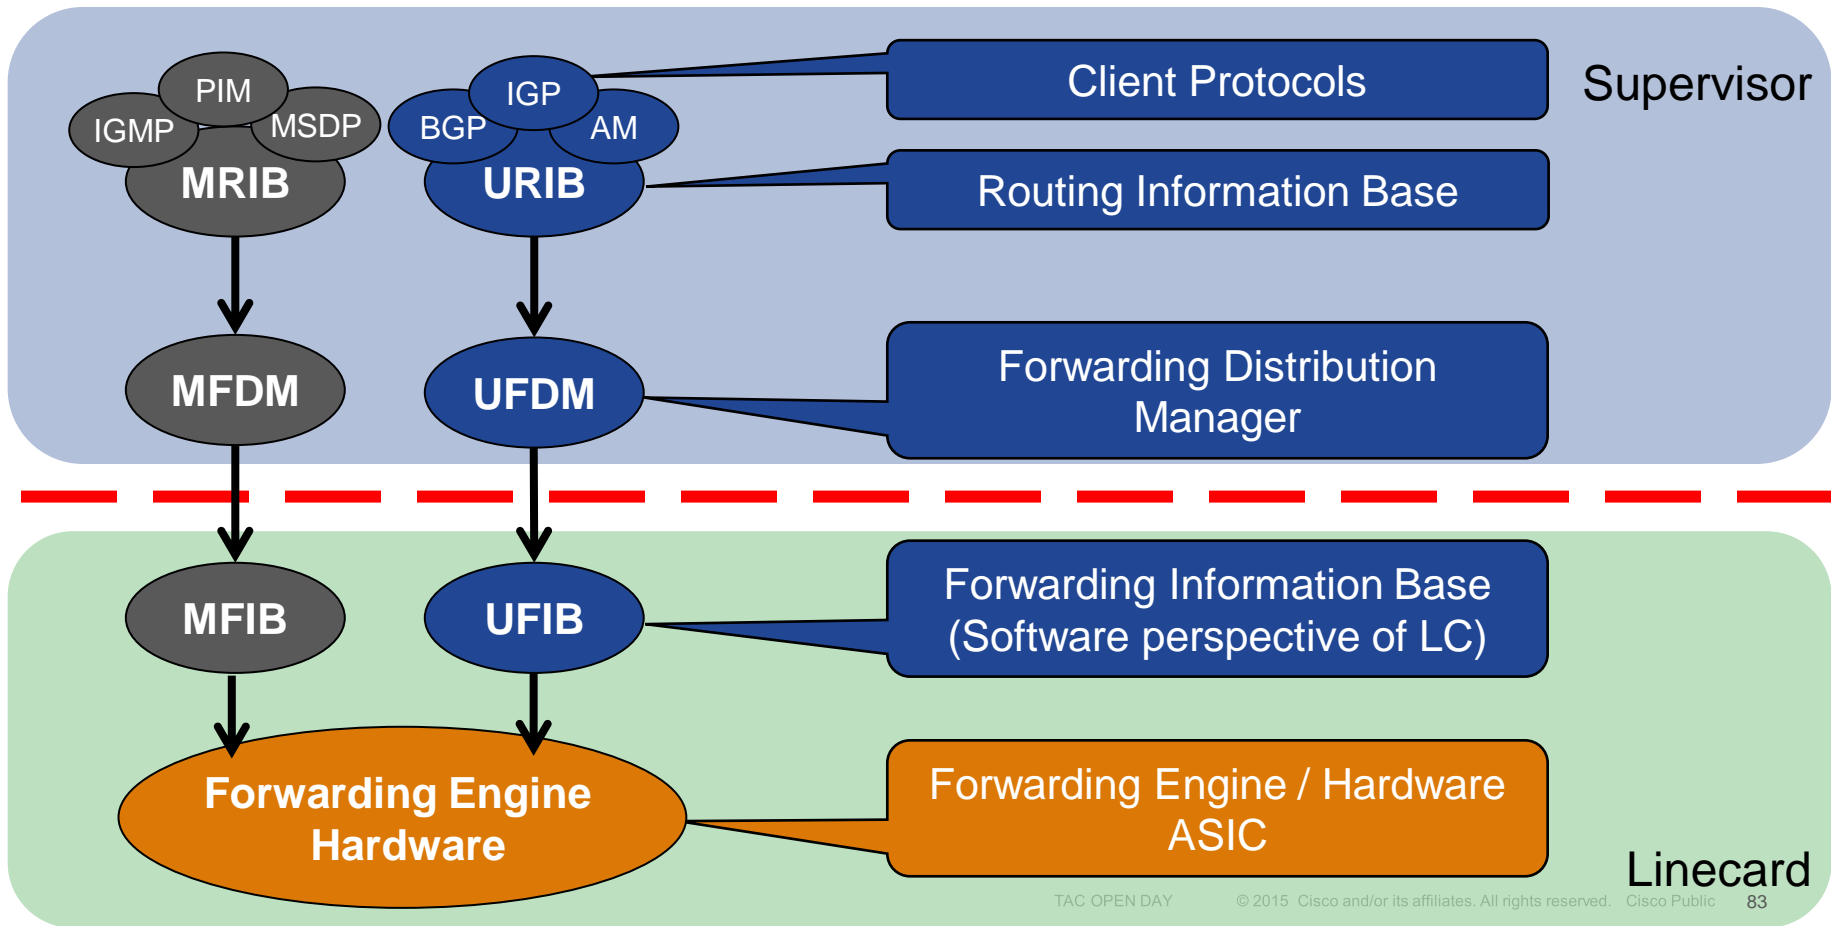 PIM
IGMP
MSDP
MRIB
IGP
BGP
AM
URIB
Client Protocols
Supervisor
Routing Information Base
MFDM
UFDM
Forwarding Distribution
Manager
MFIB
UFIB
Forwarding Information Base
(Software perspective of LC)
Forwarding Engine
Hardware
Forwarding Engine / Hardware
ASIC
Linecard
TAC OPEN DAY © 2015 Cisco and/or its affiliates. All rights reserved. Cisco Public 83